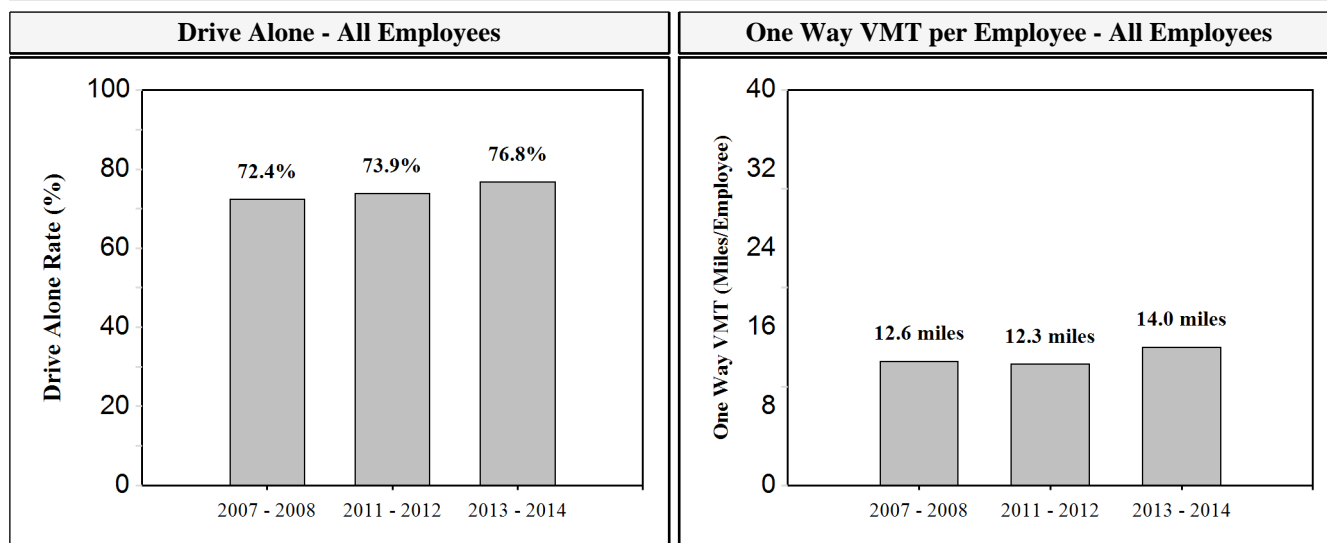 Drive Alone - All Employees
One Way VMT per Employee - All Employees
Drive Alone Rate (%)
100
80
60
40
20
0
72.4%
73.9%
76.8%
2007 - 2008
2011 - 2012
2013 - 2014
One Way VMT (Miles/Employee)
40
32
24
16
8
0
12.6 miles
12.3 miles
14.0 miles
2007 - 2008
2011 - 2012
2013 - 2014